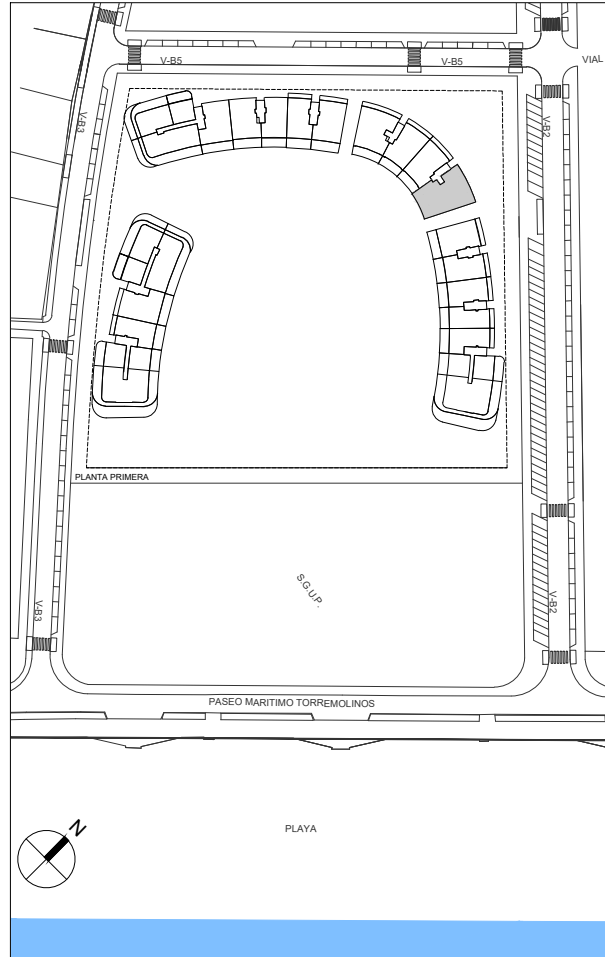 V-B5
V-B5
VIAL
V-B3
V-B2
PLANTA PRIMERA
S.G.U.P.
V-B3
V-B2
PASEO MARITIMO TORREMOLINOS
PLAYA
N